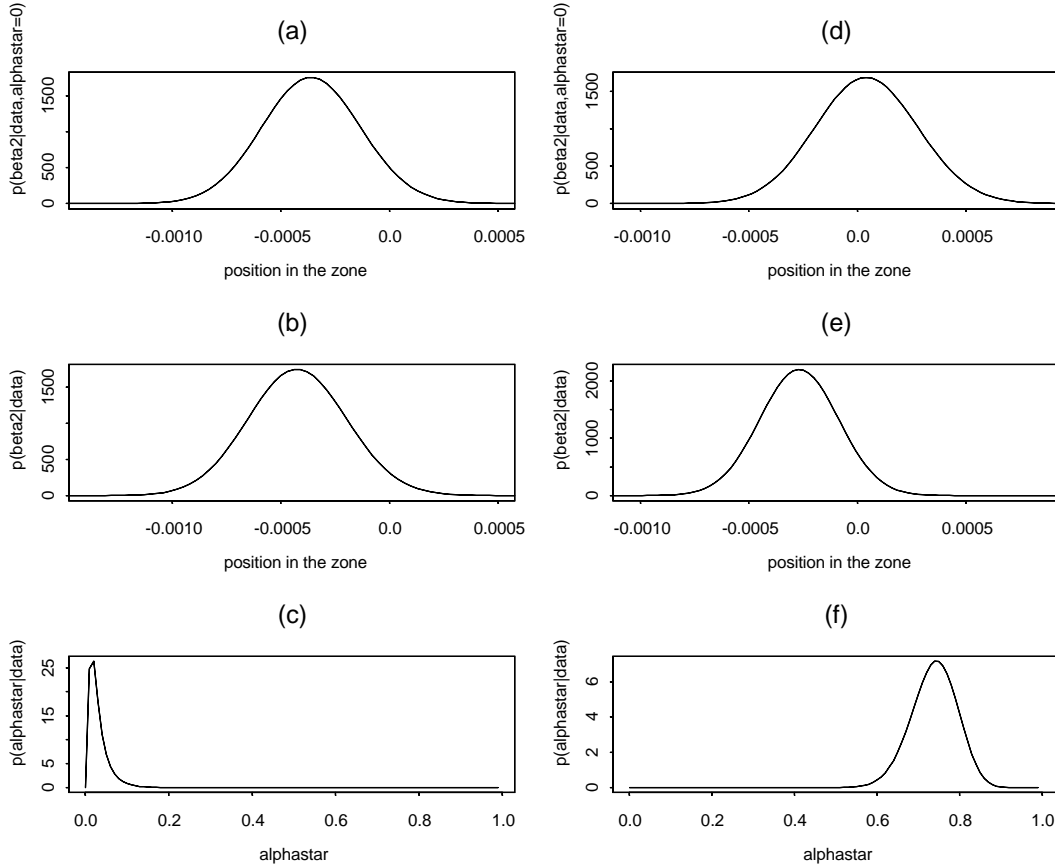 (a)
p(beta2|data,alphastar=0)
0 500 1500
-0.0010 -0.0005 0.0 0.0005
position in the zone
(d)
p(beta2|data,alphastar=0)
0 500 1500
-0.0010 -0.0005 0.0 0.0005
position in the zone
(b)
p(beta2|data)
0 500 1500
-0.0010 -0.0005 0.0 0.0005
position in the zone
(e)
p(beta2|data)
0 1000 2000
-0.0010 -0.0005 0.0 0.0005
position in the zone
(c)
p(alphastar|data)
0 5 15 25
0.0 0.2 0.4 0.6 0.8 1.0
alphastar
(f)
p(alphastar|data)
0 2 4 6
0.0 0.2 0.4 0.6 0.8 1.0
alphastar